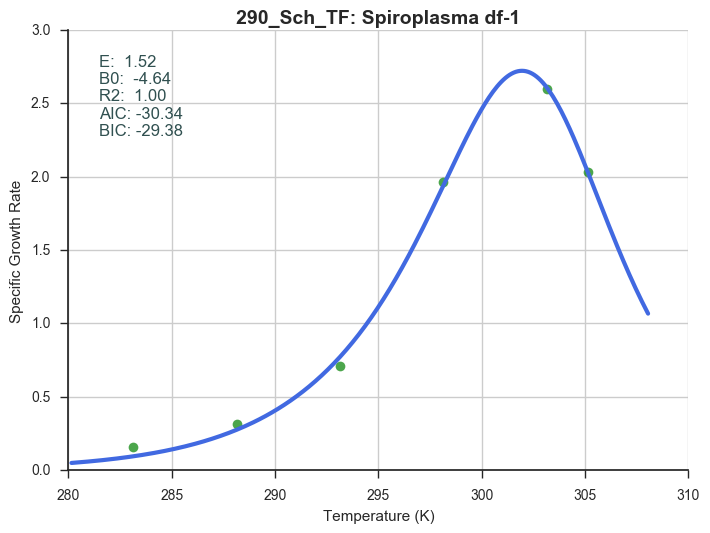 290_Sch_TF: Spiroplasma df-1
E:  1.52
B0:  -4.64
R2:  1.00
AIC: -30.34
BIC: -29.38
3.0
2.5
2.0
1.5
1.0
0.5
0.0
Specific Growth Rate
280 285 290 295 300 305 310
Temperature (K)